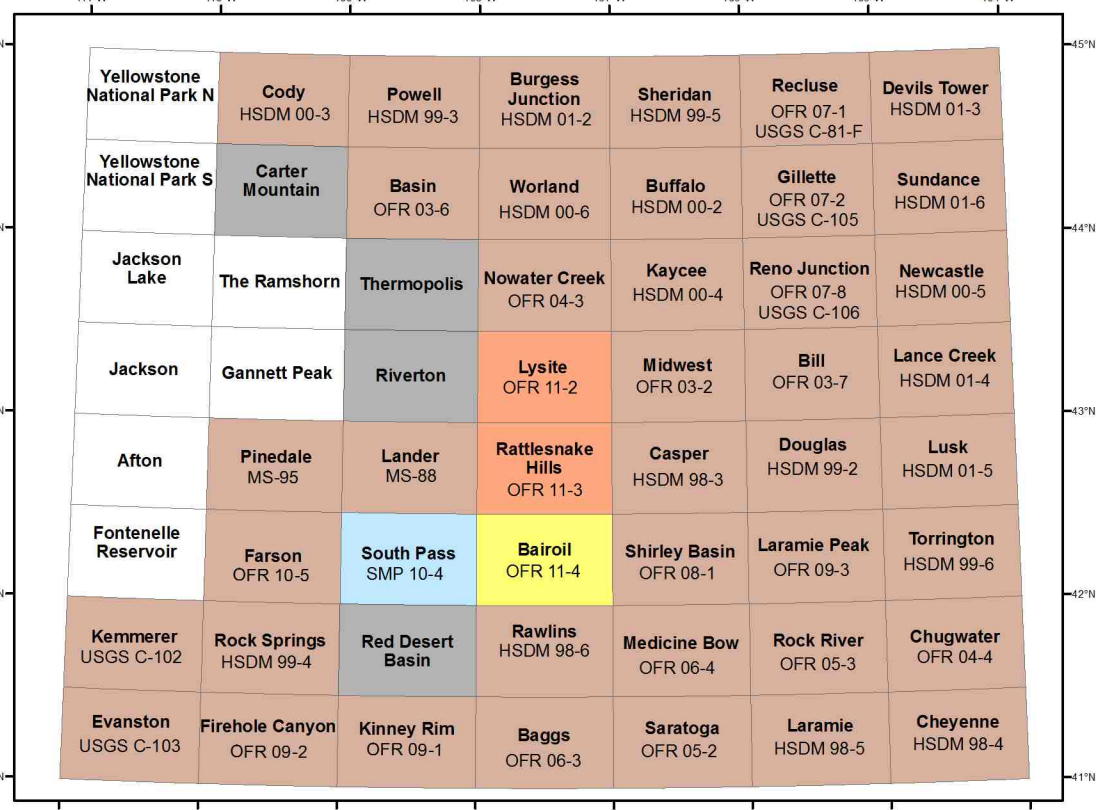 Yellowstone
National Park N
Cody
HSDM 00-3
Powell
HSDM 99-3
Burgess
Junction
HSDM 01-2
Sheridan
HSDM 99-5
Recluse
OFR 07-1
USGS C-81-F
Devils Tower
HSDM 01-3
Yellowstone
National Park S
Carter
Mountain
Basin
OFR 03-6
Worland
HSDM 00-6
Buffalo
HSDM 00-2
Gillette
OFR 07-2
USGS C-105
Sundance
HSDM 01-6
Jackson
Lake
The Ramshorn
Thermopolis
Nowater Creek
OFR 04-3
Kaycee
HSDM 00-4
Reno Junction
OFR 07-8
USGS C-106
Newcastle
HSDM 00-5
Jackson
Gannett Peak
Riverton
Lysite
OFR 11-2
Midwest
OFR 03-2
Bill
OFR 03-7
Lance Creek
HSDM 01-4
Afton
Pinedale
MS-95
Lander
MS-88
Rattlesnake
Hills
OFR 11-3
Casper
HSDM 98-3
Douglas
HSDM 99-2
Lusk
HSDM 01-5
Fontenelle
Reservoir
Farson
OFR 10-5
South Pass
SMP 10-4
Bairoil
OFR 11-4
Shirley Basin
OFR 08-1
Laramie Peak
OFR 09-3
Torrington
HSDM 99-6
Kemmerer
USGS C-102
Rock Springs
HSDM 99-4
Red Desert
Basin
Rawlins
HSDM 98-6
Medicine Bow
OFR 06-4
Rock River
OFR 05-3
Chugwater
OFR 04-4
Evanston
USGS C-103
Firehole Canyon
OFR 09-2
Kinney Rim
OFR 09-1
Baggs
OFR 06-3
Saratoga
OFR 05-2
Laramie
HSDM 98-5
Cheyenne
HSDM 98-4
45°N
44°N
43°N
42°N
41°N